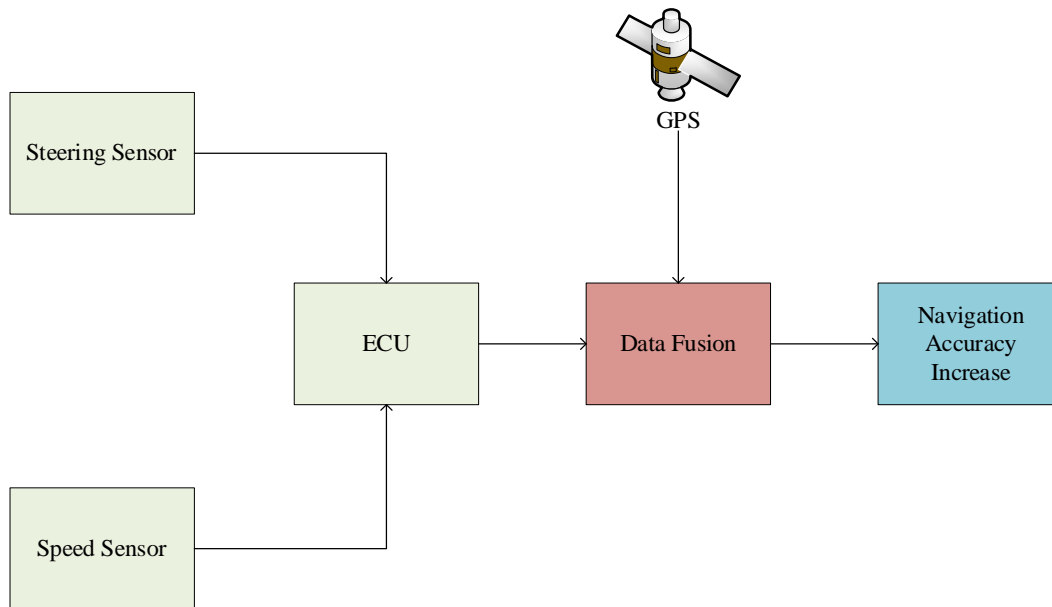 GPS
Steering Sensor
ECU
Data Fusion
Navigation
Accuracy
Increase
Speed Sensor